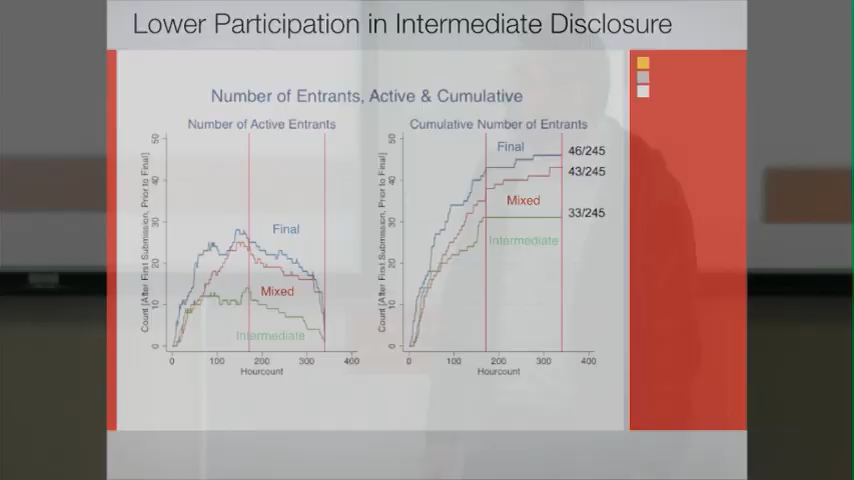 Lower Participation in Intermediate Disclosure
Number of Entrants, Active & Cumulative
Number of Active Entrants
Count [After First Submission, Prior to Final]
50
40
30
20
10
0
Final
Mixed
Intermediate
0 100 200 300 400
Hourcount
Cumulative Number of Entrants
Count [After First Submission, Prior to Final]
50
40
30
20
10
0
Final
46/245
43/245
Mixed
33/245
Intermediate
0 100 200 300 400
Hourcount